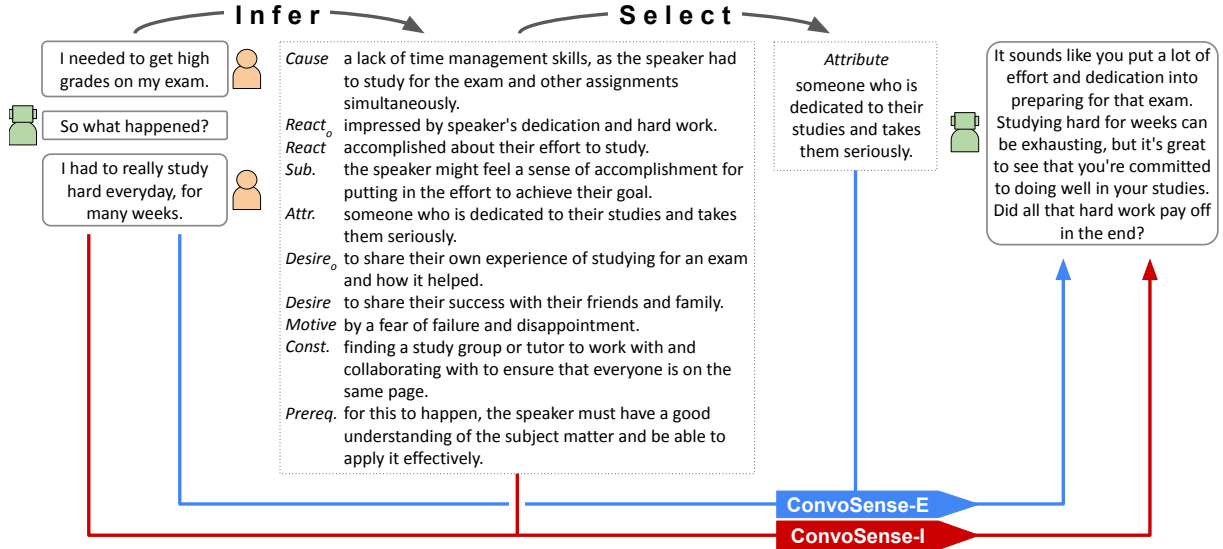 Infer
Select
I needed to get high
grades on my exam.
So what happened?
I had to really study
hard everyday, for
many weeks.
Cause a lack of time management skills, as the speaker had
to study for the exam and other assignments
simultaneously.
React_o impressed by speaker's dedication and hard work.
React accomplished about their effort to study.
Sub. the speaker might feel a sense of accomplishment for
putting in the effort to achieve their goal.
Attr. someone who is dedicated to their studies and takes
them seriously.
Desire_o to share their own experience of studying for an exam
and how it helped.
Desire to share their success with their friends and family.
Motive by a fear of failure and disappointment.
Const. finding a study group or tutor to work with and
collaborating with to ensure that everyone is on the
same page.
Prereq. for this to happen, the speaker must have a good
understanding of the subject matter and be able to
apply it effectively.
Attribute
someone who is
dedicated to their
studies and takes
them seriously.
It sounds like you put a lot of
effort and dedication into
preparing for that exam.
Studying hard for weeks can
be exhausting, but it's great
to see that you're committed
to doing well in your studies.
Did all that hard work pay off
in the end?
ConvoSense-E
ConvoSense-I